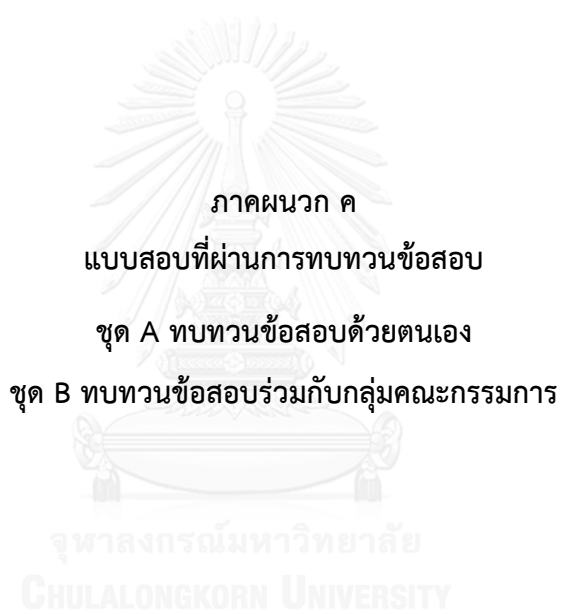 ภาคผนวก ค
แบบสอบที่ผ่านการทบทวนข้อสอบ
ชุด A ทบทวนข้อสอบด้วยตนเอง
ชุด B ทบทวนข้อสอบร่วมกับกลุ่มคณะกรรมการ
จุฬาลงกรณ์มหาวิทยาลัย
CHULALONGKORN UNIVERSITY